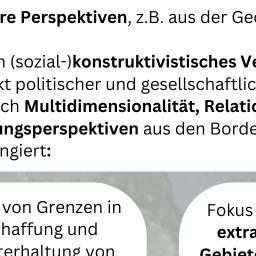 re Perspektiven, z.B. aus der Geo
n (sozial-)konstruktivistisches Ve
kt politischer und gesellschaftlic
ch Multidimensionalität, Relatio
ungsperspektiven aus den Borde
ngiert:
von Grenzen in
haffung und
terhaltung von
Fokus
extra
Gebiete